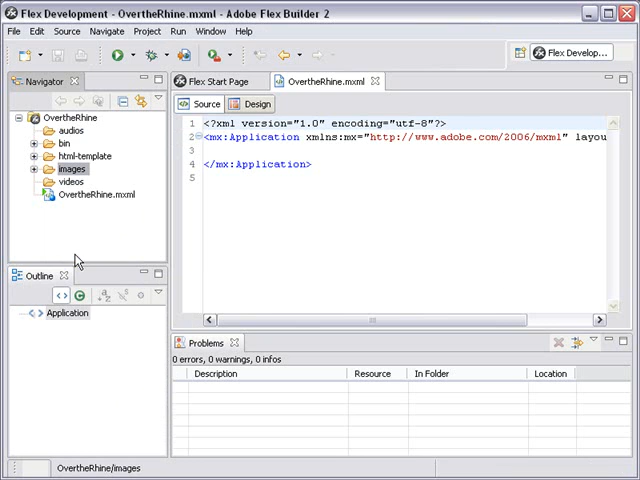 Flex Development - OvertheRhine.mxml - Adobe Flex Builder 2
File Edit Source Navigate Project Run Window Help
Flex Develop...
Navigator
OvertheRhine
audios
bin
html-template
images
videos
OvertheRhine.mxml
Outline
Application
Flex Start Page OvertheRhine.mxml
Source Design
1 <?xml version="1.0" encoding="utf-8"?>
2 <mx:Application xmlns:mx="http://www.adobe.com/2006/mxml" layou
3
4 </mx:Application>
5
Problems
0 errors, 0 warnings, 0 infos
Description Resource In Folder Location
OvertheRhine/images